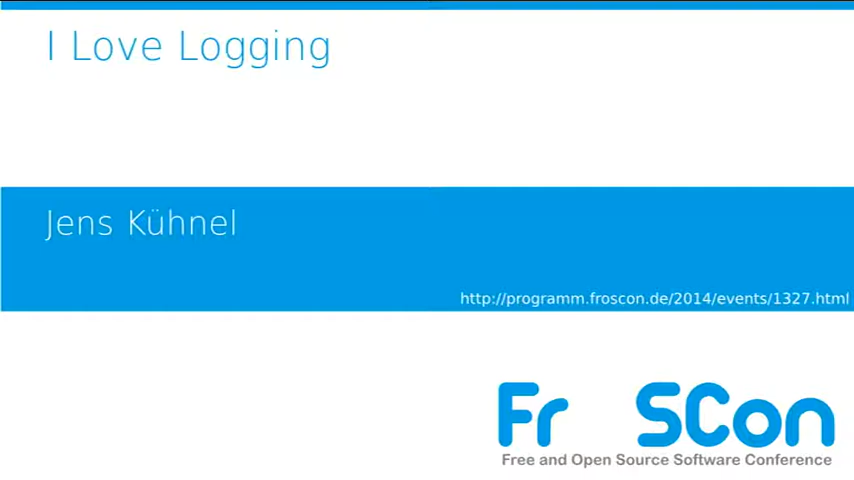 I Love Logging
Jens Kühnel
http://programm.froscon.de/2014/events/1327.html
Fr SCon
Free and Open Source Software Conference